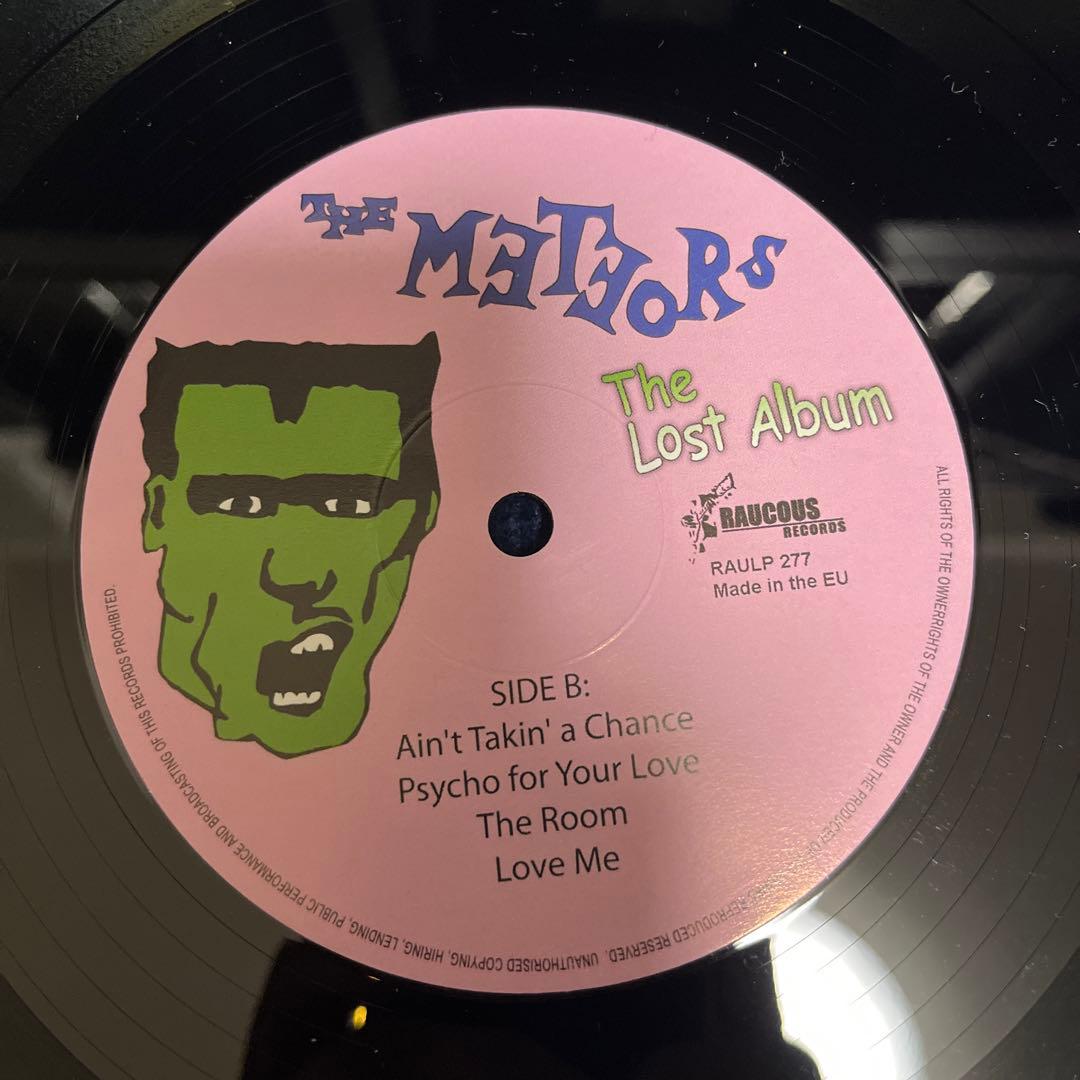 THE METEORS
The
Lost Album
RAUCOUS
RECORDS
RAULP 277
Made in the EU
SIDE B:
Ain't Takin' a Chance
Psycho for Your Love
The Room
Love Me
ALL RIGHTS OF THE OWNERRIGHTS OF THE OWNER AND THE PRODUCEY OF REPRODUCED RESERVED. UNAUTHORISED COPYING, HIRING, LENDING, PUBLIC PERFORMANCE AND BROADCASTING OF THIS RECORDS PROHIBITED.